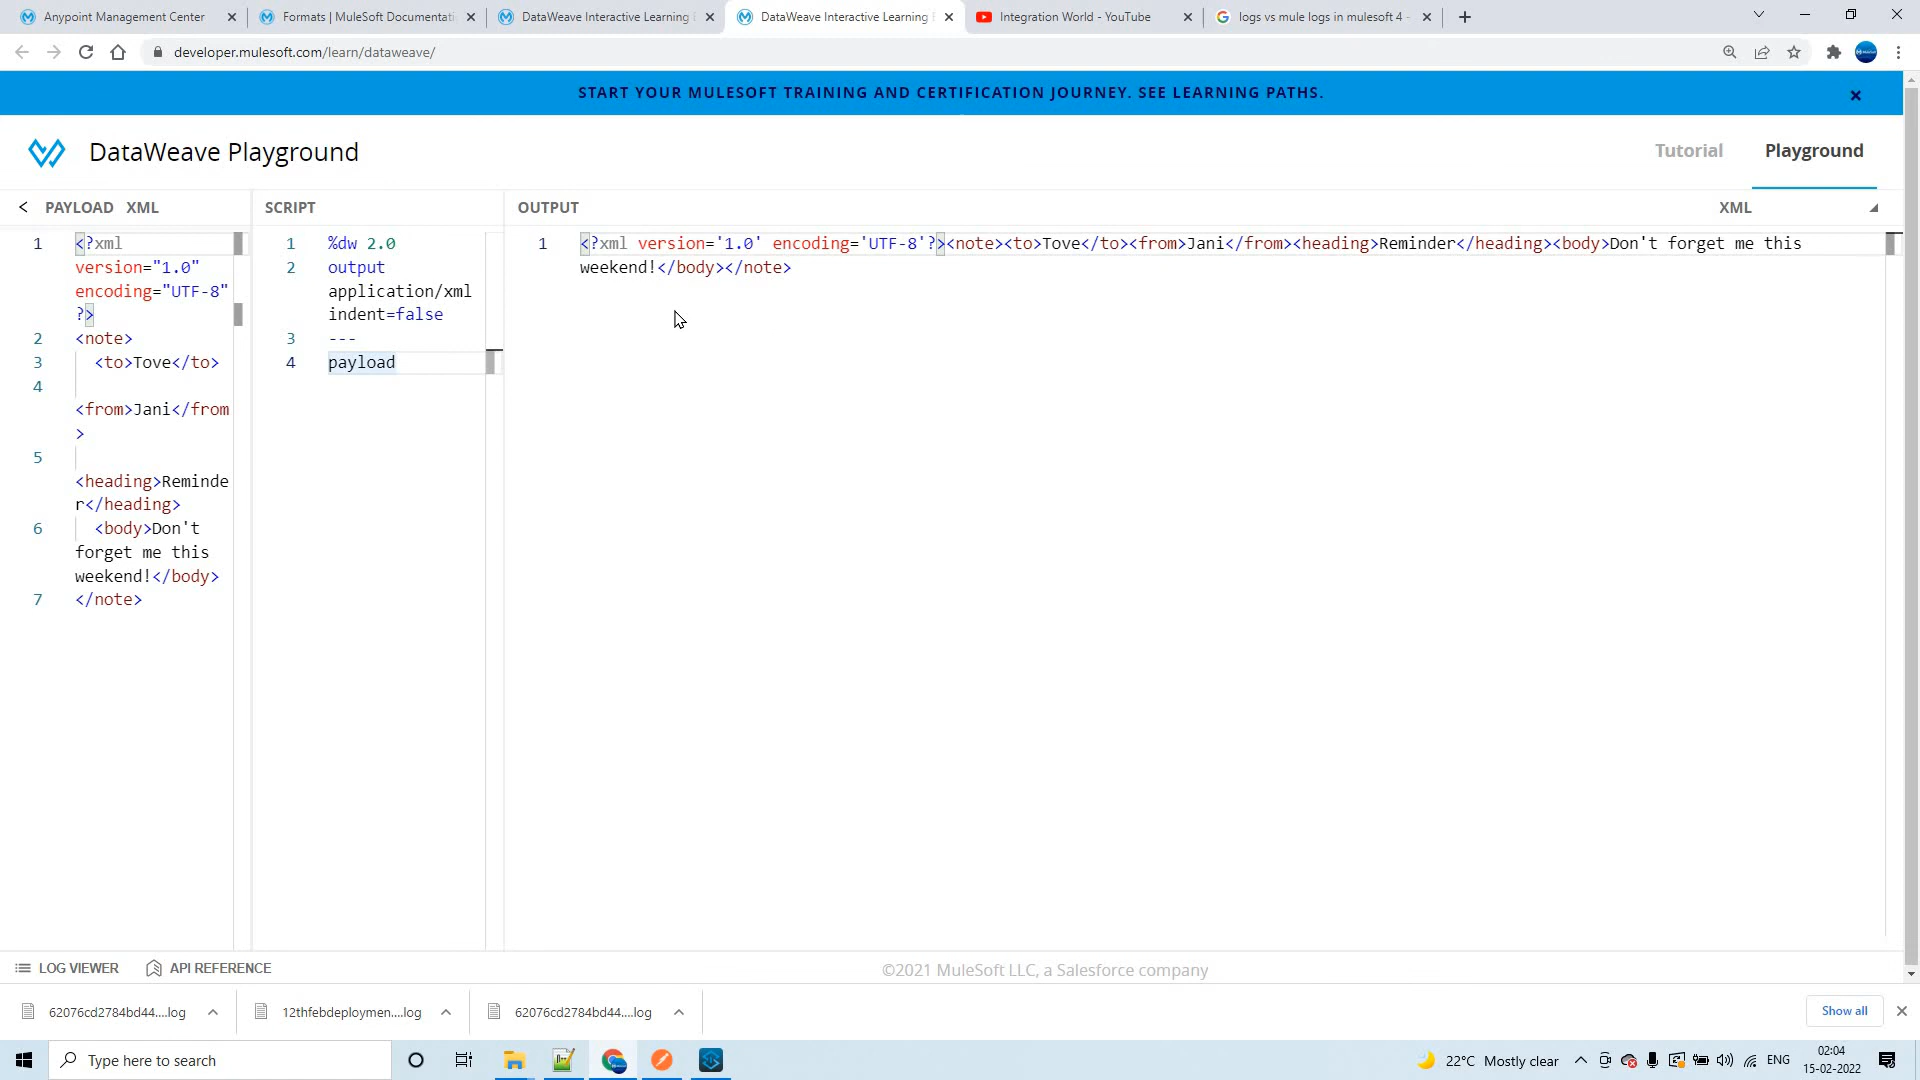 Anypoint Management Center
Formats | MuleSoft Documentati
DataWeave Interactive Learning
DataWeave Interactive Learning
Integration World - YouTube
logs vs mule logs in mulesoft 4 -
developer.mulesoft.com/learn/dataweave/
START YOUR MULESOFT TRAINING AND CERTIFICATION JOURNEY. SEE LEARNING PATHS.
DataWeave Playground
Tutorial
Playground
PAYLOAD XML
1 <?xml
version="1.0"
encoding="UTF-8"
?>
2 <note>
3 <to>Tove</to>
4
<from>Jani</from
>
5
<heading>Reminde
r</heading>
6 <body>Don't
forget me this
weekend!</body>
7 </note>
SCRIPT
1 %dw 2.0
2 output
application/xml
indent=false
3 ---
4 payload
OUTPUT
XML
1 <?xml version='1.0' encoding='UTF-8'?><note><to>Tove</to><from>Jani</from><heading>Reminder</heading><body>Don't forget me this
weekend!</body></note>
LOG VIEWER
API REFERENCE
©2021 MuleSoft LLC, a Salesforce company
62076cd2784bd44....log
12thfebdeploymen....log
62076cd2784bd44....log
Show all
Type here to search
22°C Mostly clear
ENG
02:04
15-02-2022